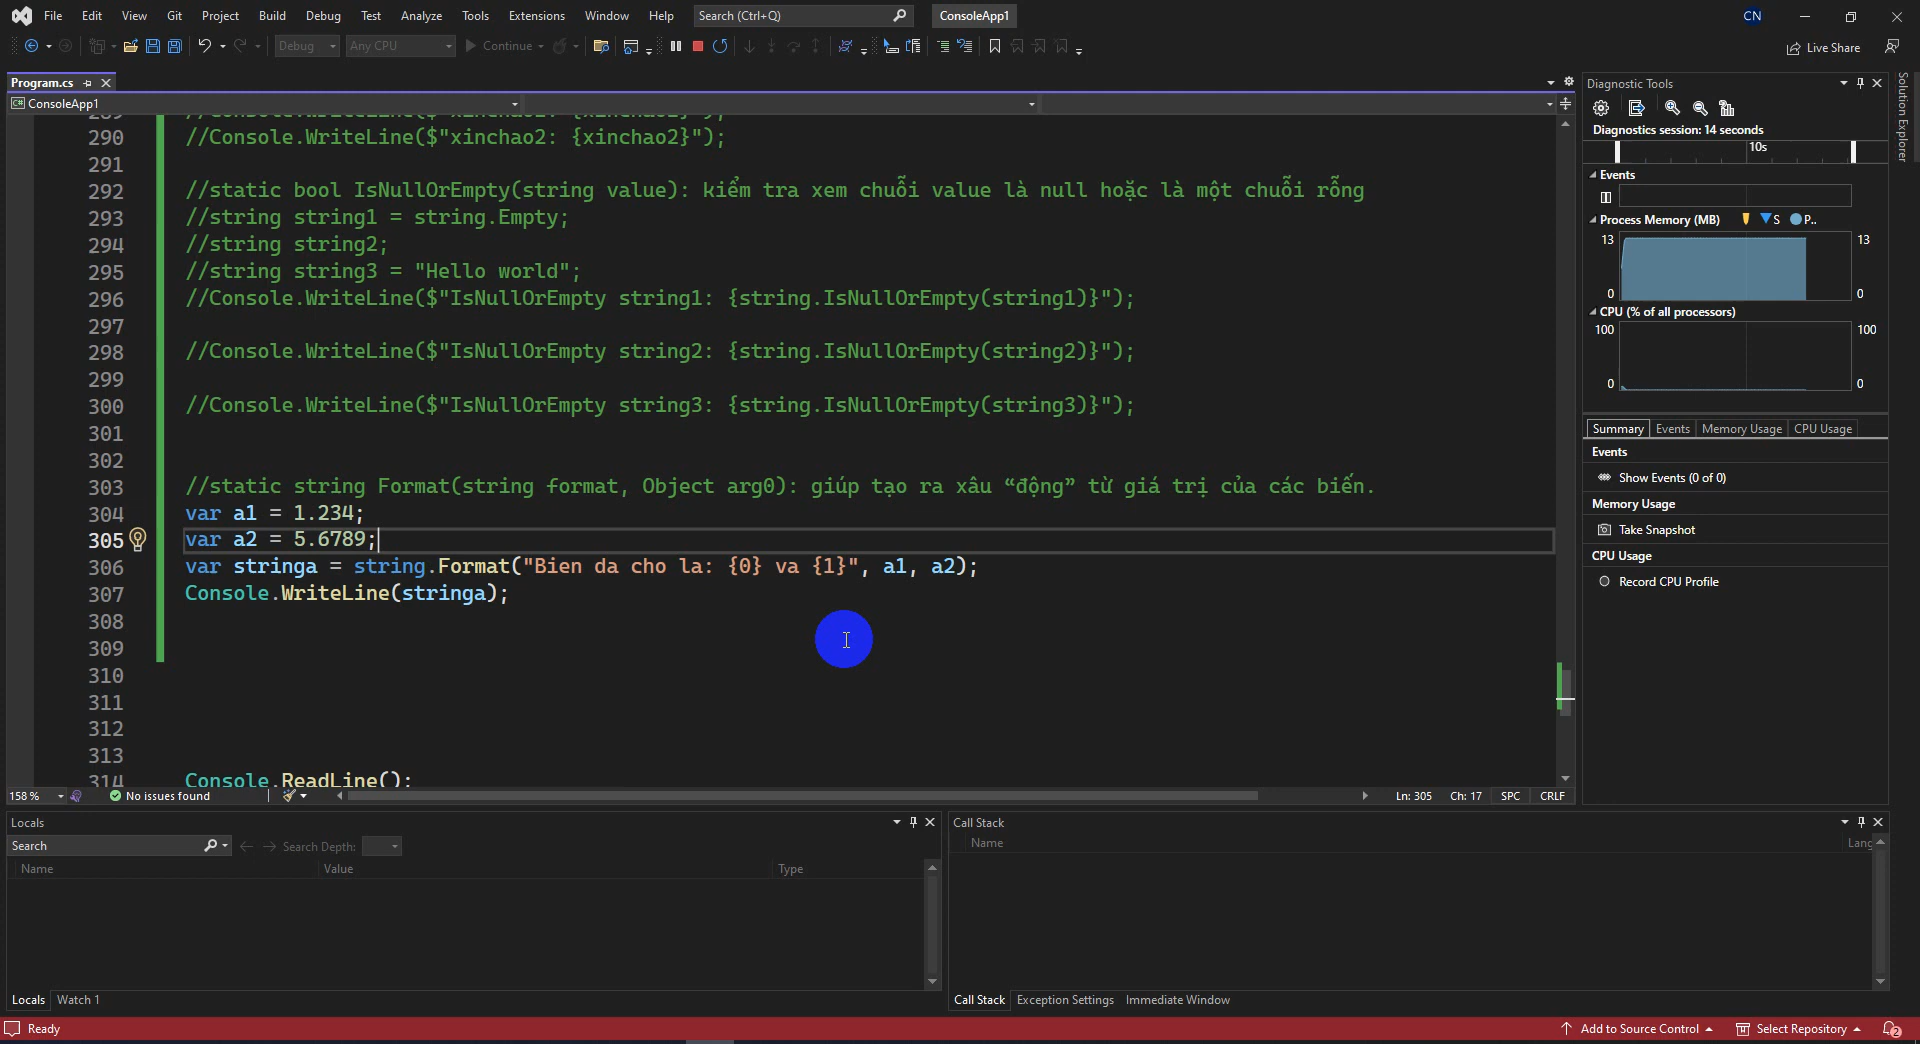 File Edit View Git Project Build Debug Test Analyze Tools Extensions Window Help Search (Ctrl+Q) ConsoleApp1 CN
Debug Any CPU Continue Live Share
Program.cs
C# ConsoleApp1
290 //Console.WriteLine($"xinchao2: {xinchao2}");
291
292 //static bool IsNullOrEmpty(string value): kiểm tra xem chuỗi value là null hoặc là một chuỗi rỗng
293 //string string1 = string.Empty;
294 //string string2;
295 //string string3 = "Hello world";
296 //Console.WriteLine($"IsNullOrEmpty string1: {string.IsNullOrEmpty(string1)}");
297
298 //Console.WriteLine($"IsNullOrEmpty string2: {string.IsNullOrEmpty(string2)}");
299
300 //Console.WriteLine($"IsNullOrEmpty string3: {string.IsNullOrEmpty(string3)}");
301
302
303 //static string Format(string format, Object arg0): giúp tạo ra xâu “động” từ giá trị của các biến.
304 var a1 = 1.234;
305 var a2 = 5.6789;
306 var stringa = string.Format("Bien da cho la: {0} va {1}", a1, a2);
307 Console.WriteLine(stringa);
308
309
310
311
312
313
314 Console.ReadLine();
158 % No issues found Ln: 305 Ch: 17 SPC CRLF
Diagnostic Tools
Diagnostics session: 14 seconds
10s
Events
Process Memory (MB) S P..
13 13
0 0
CPU (% of all processors)
100 100
0 0
Summary Events Memory Usage CPU Usage
Events
Show Events (0 of 0)
Memory Usage
Take Snapshot
CPU Usage
Record CPU Profile
Solution Explorer
Locals
Search Search Depth:
Name Value Type
Locals Watch 1
Call Stack
Name Lang
Call Stack Exception Settings Immediate Window
Ready Add to Source Control Select Repository 2